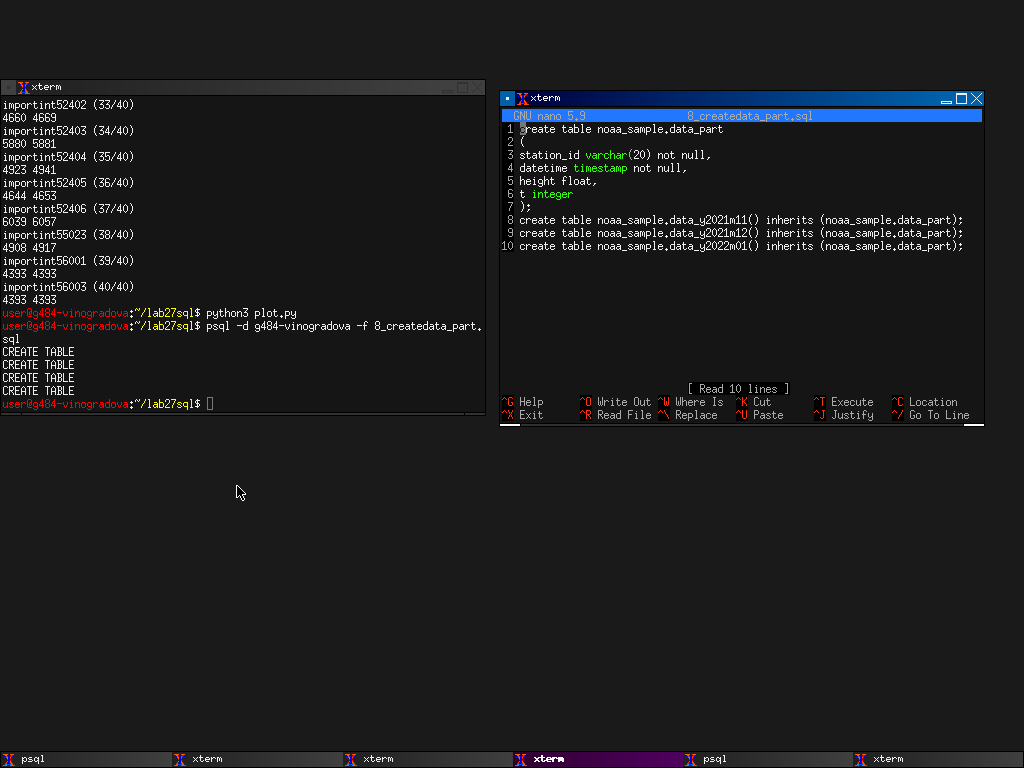 xterm
importint52402 (33/40)
4660 4669
importint52403 (34/40)
5880 5881
importint52404 (35/40)
4923 4941
importint52405 (36/40)
4644 4653
importint52406 (37/40)
6039 6057
importint55023 (38/40)
4908 4917
importint56001 (39/40)
4393 4393
importint56003 (40/40)
4393 4393
user@g484-vinogradova:~/lab27sql$ python3 plot.py
user@g484-vinogradova:~/lab27sql$ psql -d g484-vinogradova -f 8_createdata_part.
sql
CREATE TABLE
CREATE TABLE
CREATE TABLE
CREATE TABLE
user@g484-vinogradova:~/lab27sql$
xterm
GNU nano 5.9 8_createdata_part.sql
1 create table noaa_sample.data_part
2 (
3 station_id varchar(20) not null,
4 datetime timestamp not null,
5 height float,
6 t integer
7 );
8 create table noaa_sample.data_y2021m11() inherits (noaa_sample.data_part);
9 create table noaa_sample.data_y2021m12() inherits (noaa_sample.data_part);
10 create table noaa_sample.data_y2022m01() inherits (noaa_sample.data_part);
[ Read 10 lines ]
^G Help ^O Write Out ^W Where Is ^K Cut ^T Execute ^C Location
^X Exit ^R Read File ^\ Replace ^U Paste ^J Justify ^/ Go To Line
psql xterm xterm xterm psql xterm